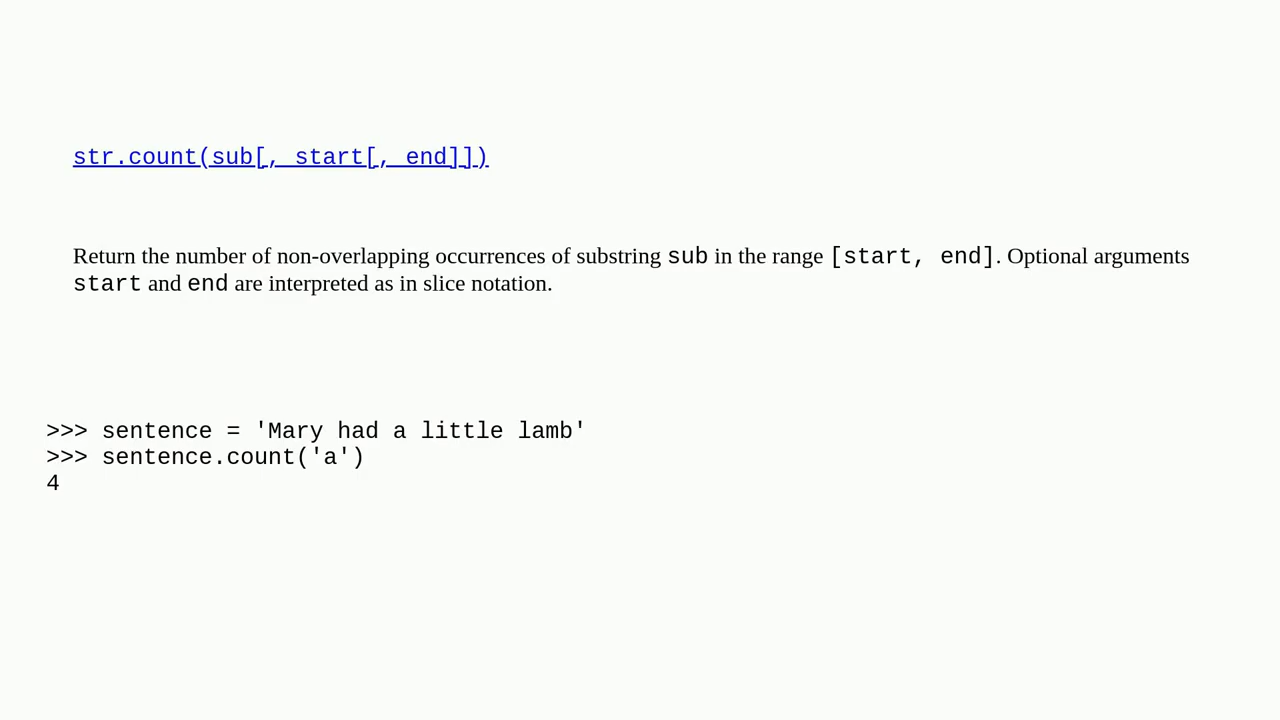 str.count(sub[, start[, end]])
Return the number of non-overlapping occurrences of substring sub in the range [start, end]. Optional arguments
start and end are interpreted as in slice notation.
>>> sentence = 'Mary had a little lamb'
>>> sentence.count('a')
4